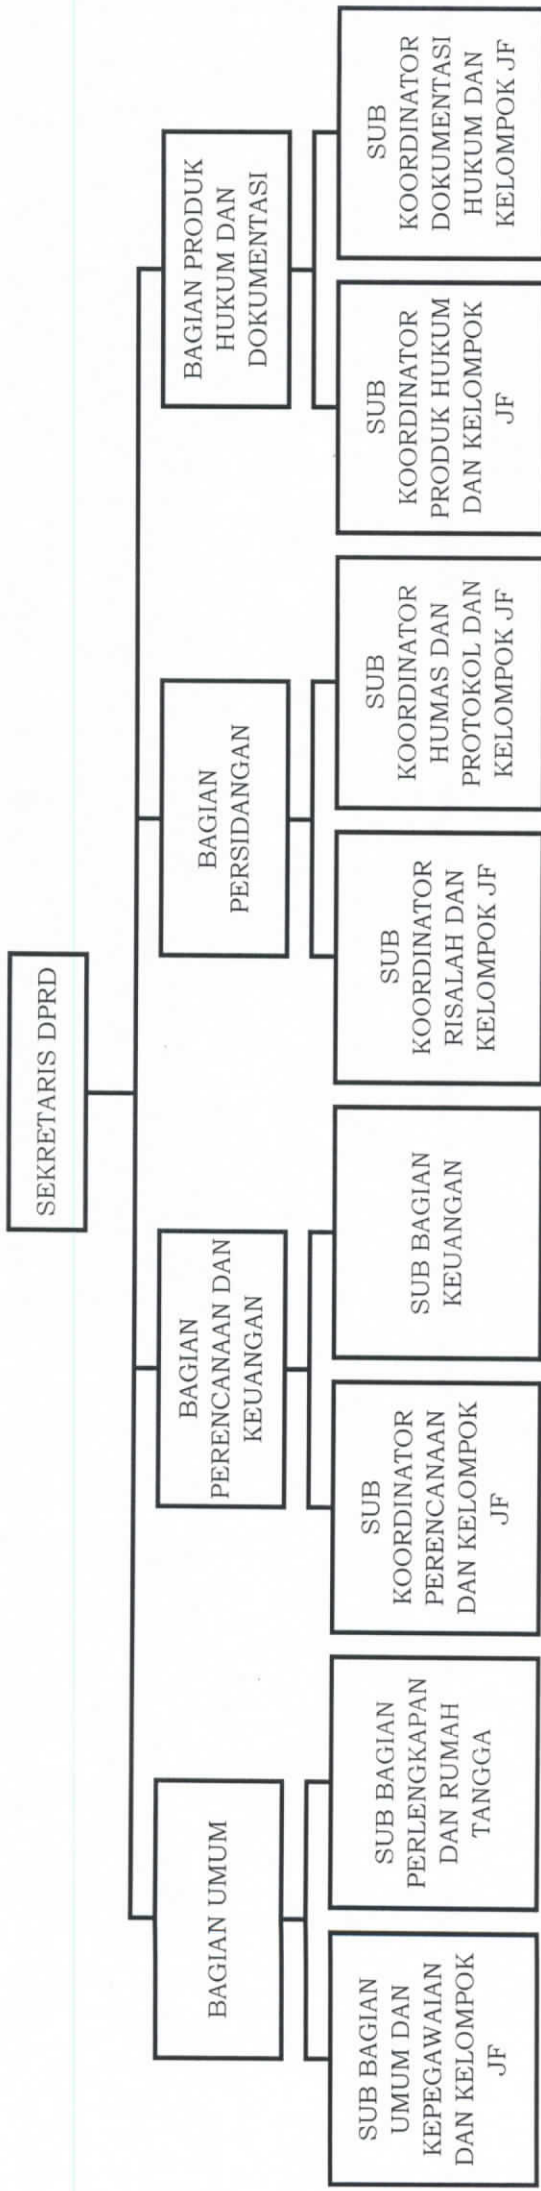 SEKRETARIS DPRD
BAGIAN UMUM
BAGIAN
PERENCANAAN DAN
KEUANGAN
BAGIAN
PERSIDANGAN
BAGIAN PRODUK
HUKUM DAN
DOKUMENTASI
SUB BAGIAN
UMUM DAN
KEPEGAWAIAN
DAN KELOMPOK
JF
SUB BAGIAN
PERLENGKAPAN
DAN RUMAH
TANGGA
SUB
KOORDINATOR
PERENCANAAN
DAN KELOMPOK
JF
SUB BAGIAN
KEUANGAN
SUB
KOORDINATOR
RISALAH DAN
KELOMPOK JF
SUB
KOORDINATOR
HUMAS DAN
PROTOKOL DAN
KELOMPOK JF
SUB
KOORDINATOR
PRODUK HUKUM
DAN KELOMPOK
JF
SUB
KOORDINATOR
DOKUMENTASI
HUKUM DAN
KELOMPOK JF